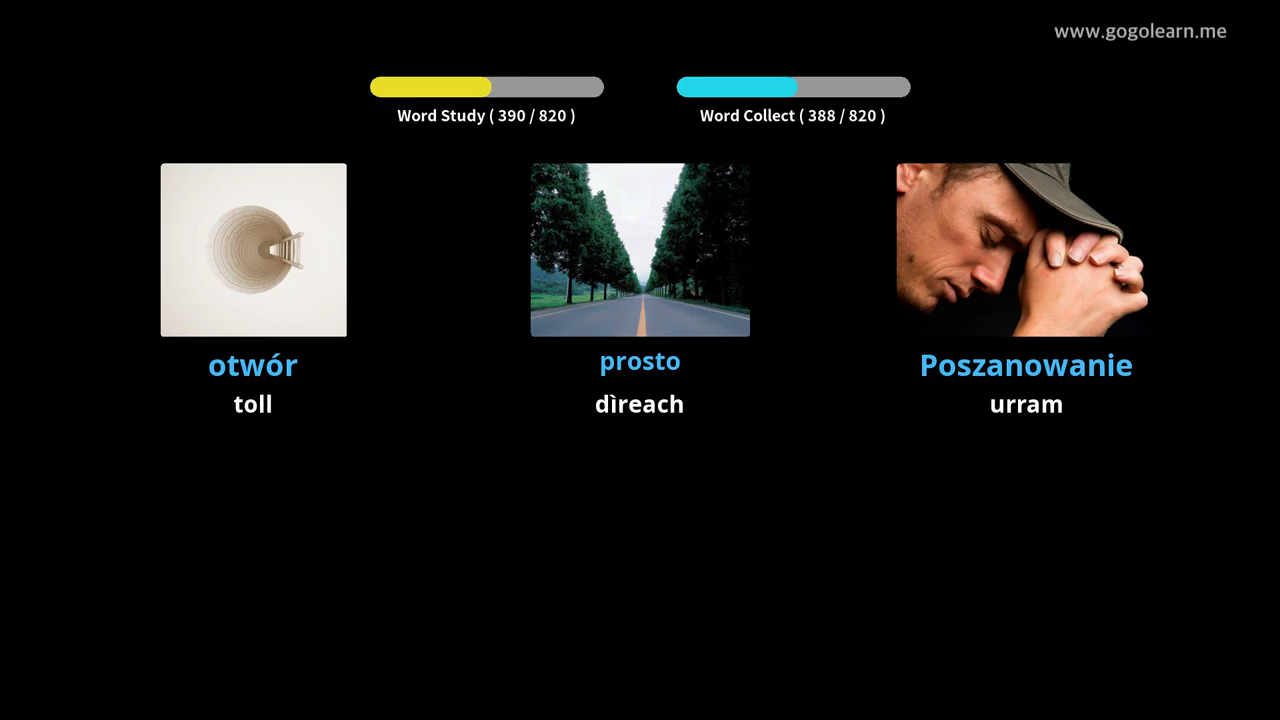 www.gogolearn.me
Word Study ( 390 / 820 )
Word Collect ( 388 / 820 )
otwór
prosto
Poszanowanie
toll
dìreach
urram